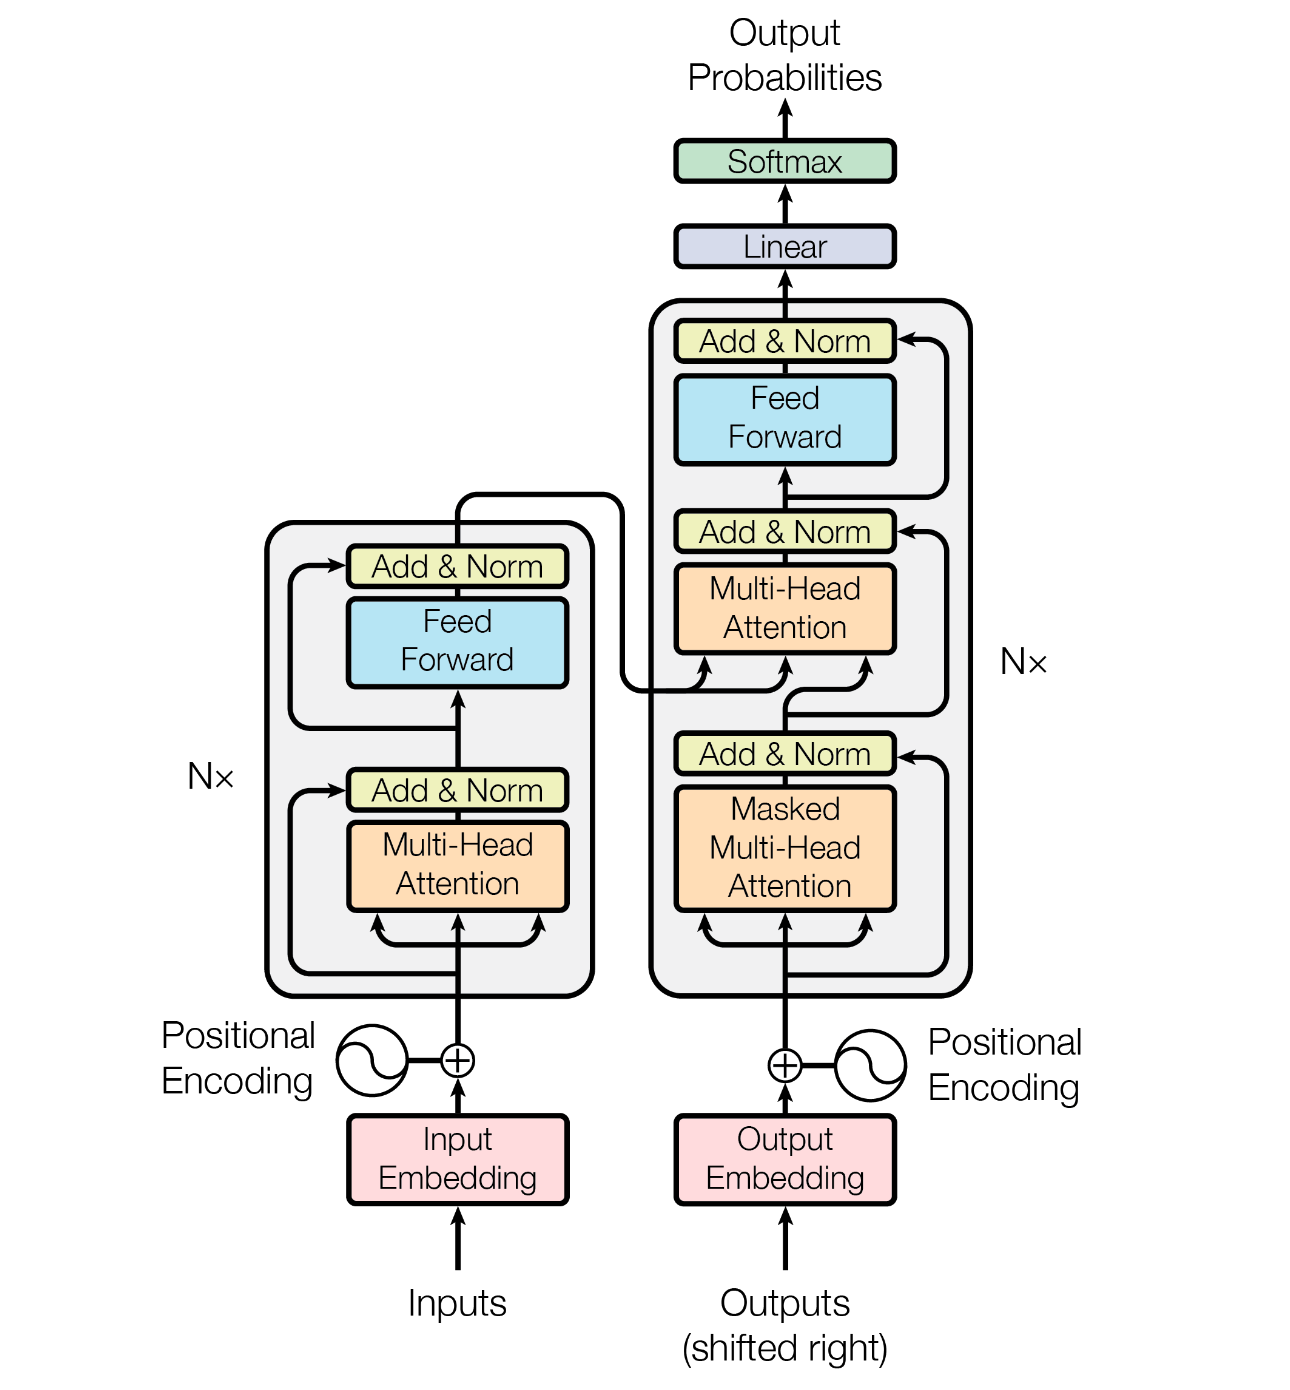 Output
Probabilities
Softmax
Linear
Add & Norm
Feed
Forward
Add & Norm
Multi-Head
Attention
N×
Add & Norm
Masked
Multi-Head
Attention
Add & Norm
Feed
Forward
N×
Add & Norm
Multi-Head
Attention
Positional
Encoding
Positional
Encoding
Input
Embedding
Output
Embedding
Inputs
Outputs
(shifted right)